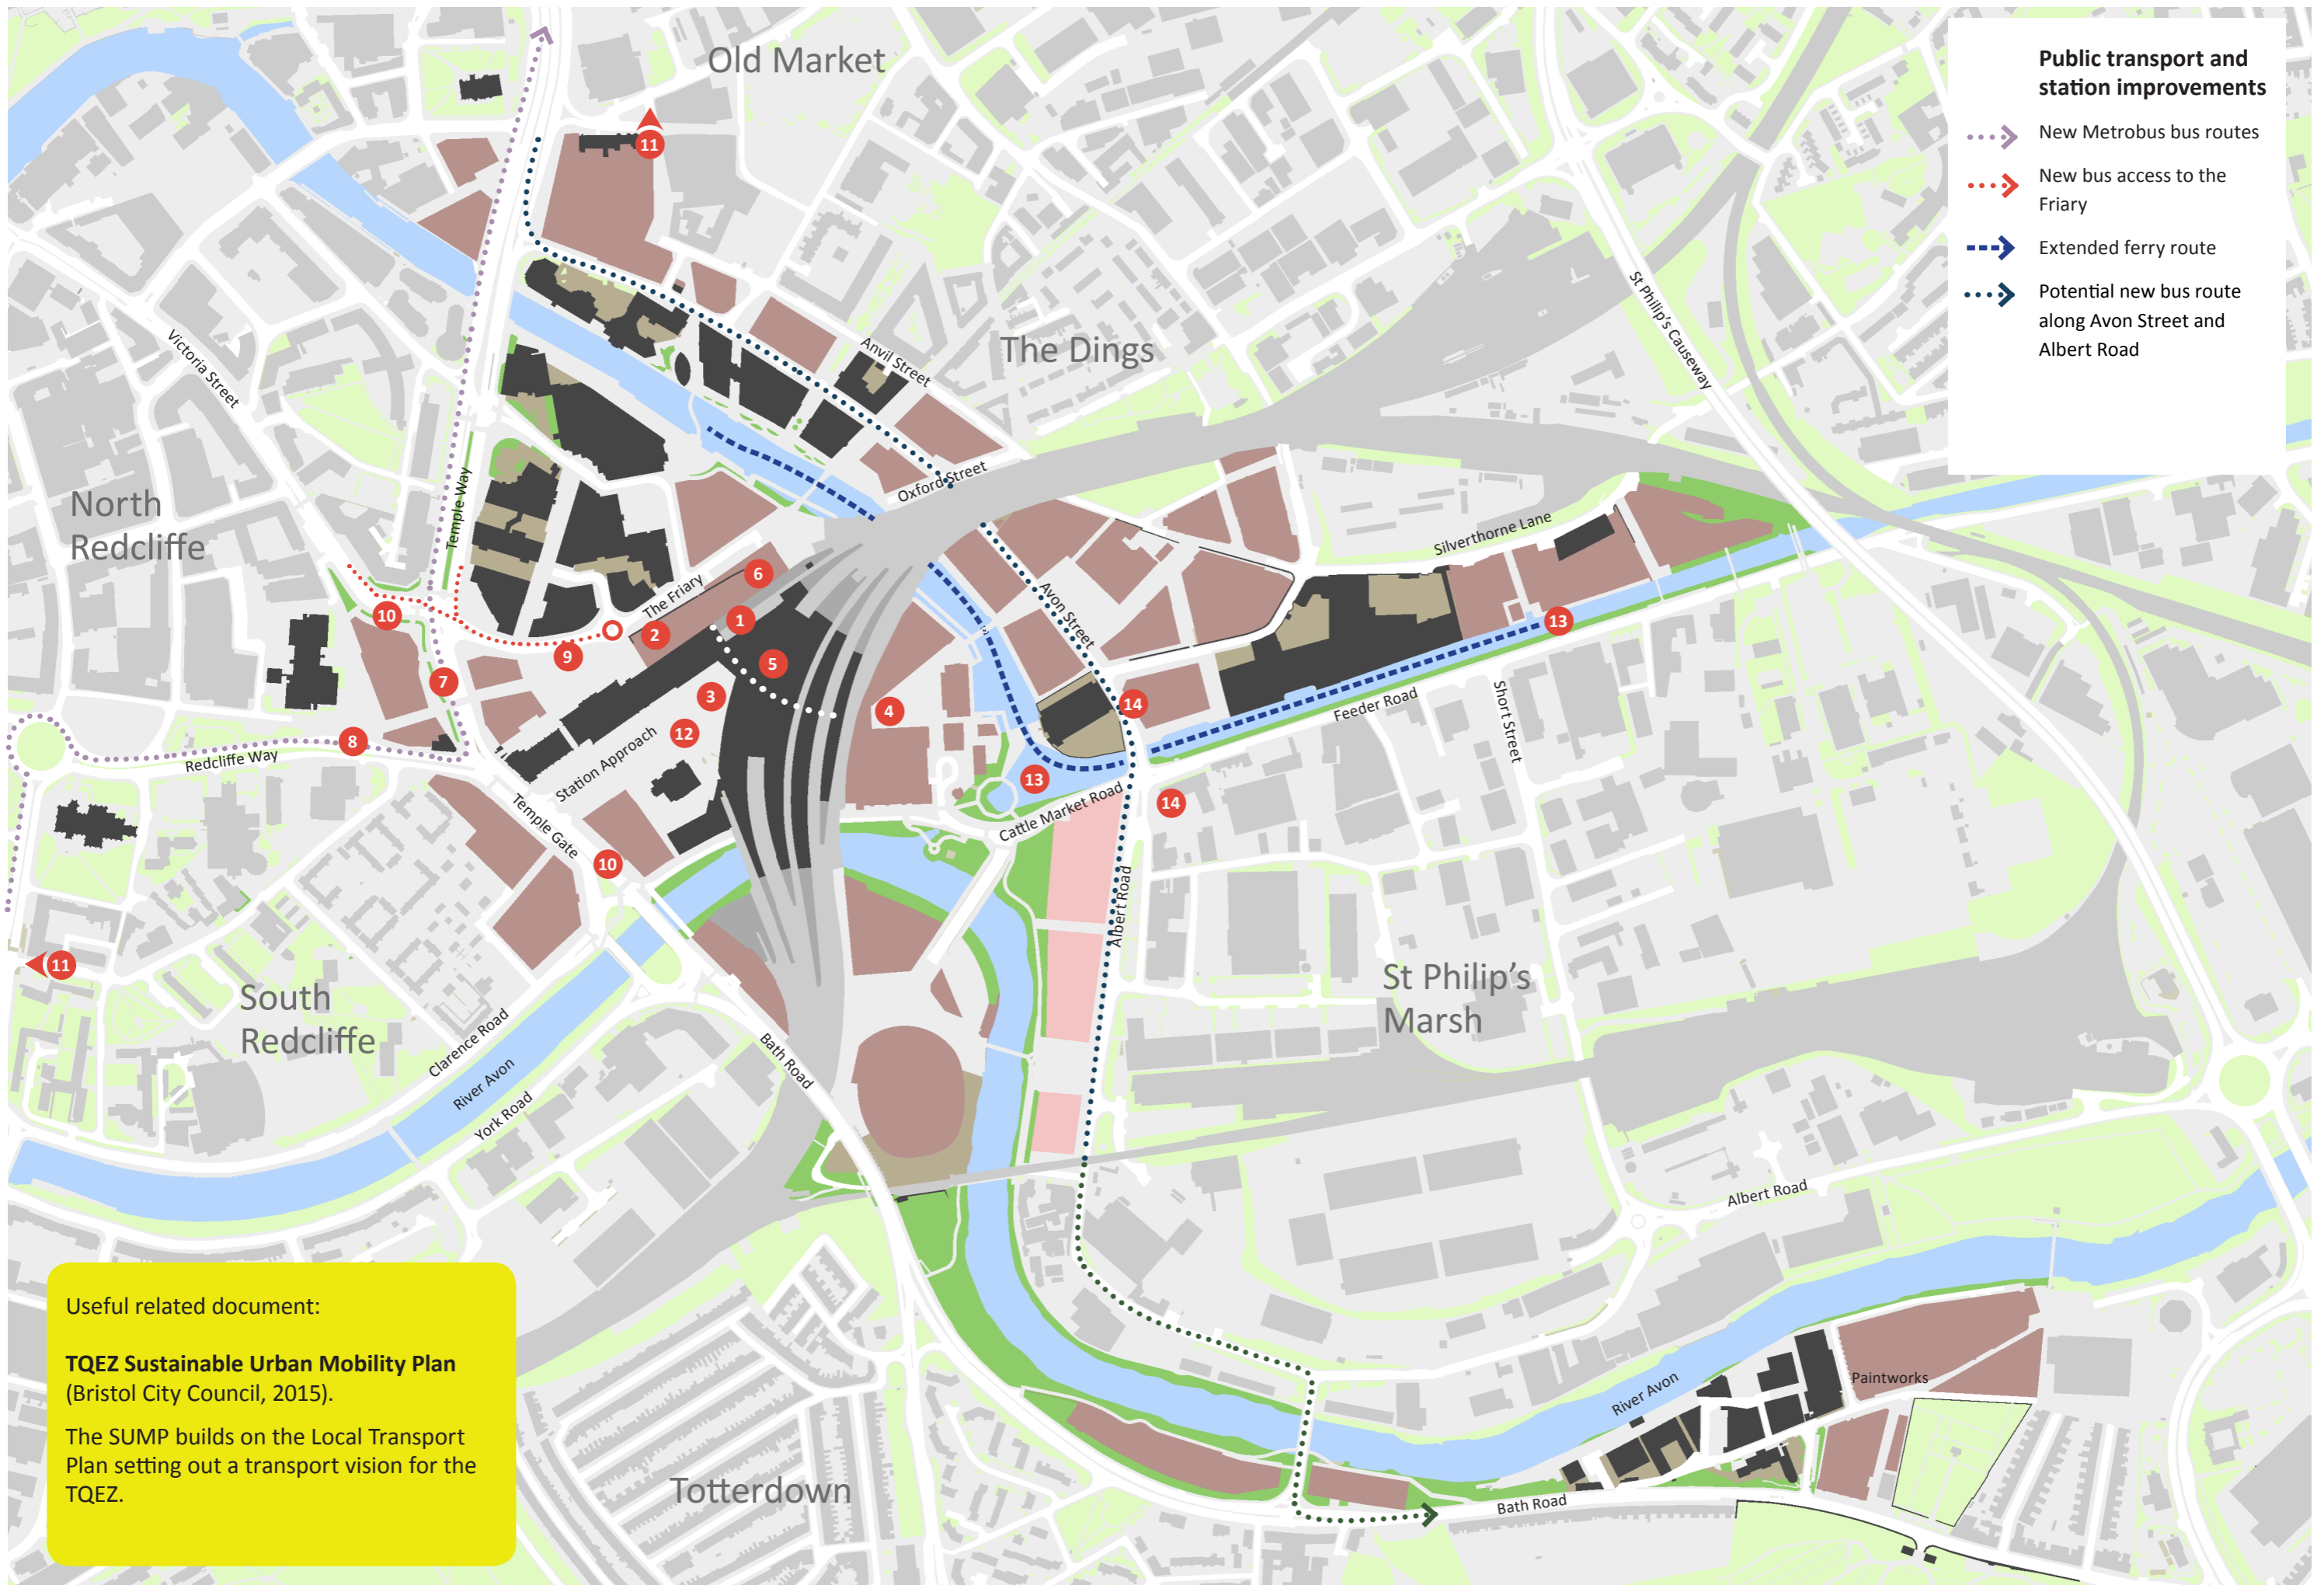 Old Market
11
Public transport and
station improvements
New Metrobus bus routes
New bus access to the
Friary
Extended ferry route
Potential new bus route
along Avon Street and
Albert Road
St Philip's Causeway
Victoria Street
Anvil Street
The Dings
Temple Way
North
Redcliffe
Oxford Street
Silverthorne Lane
The Friary
Avon Street
6
1
2
10
9
5
3
7
4
12
8
13
14
Feeder Road
Short Street
Redcliffe Way
Station Approach
Temple Gate
13
14
Cattle Market Road
10
Albert Road
11
South
Redcliffe
St Philip's
Marsh
Clarence Road
River Avon
York Road
Bath Road
Albert Road
Useful related document:
TQEZ Sustainable Urban Mobility Plan
(Bristol City Council, 2015).
The SUMP builds on the Local Transport
Plan setting out a transport vision for the
TQEZ.
Totterdown
River Avon
Paintworks
Bath Road